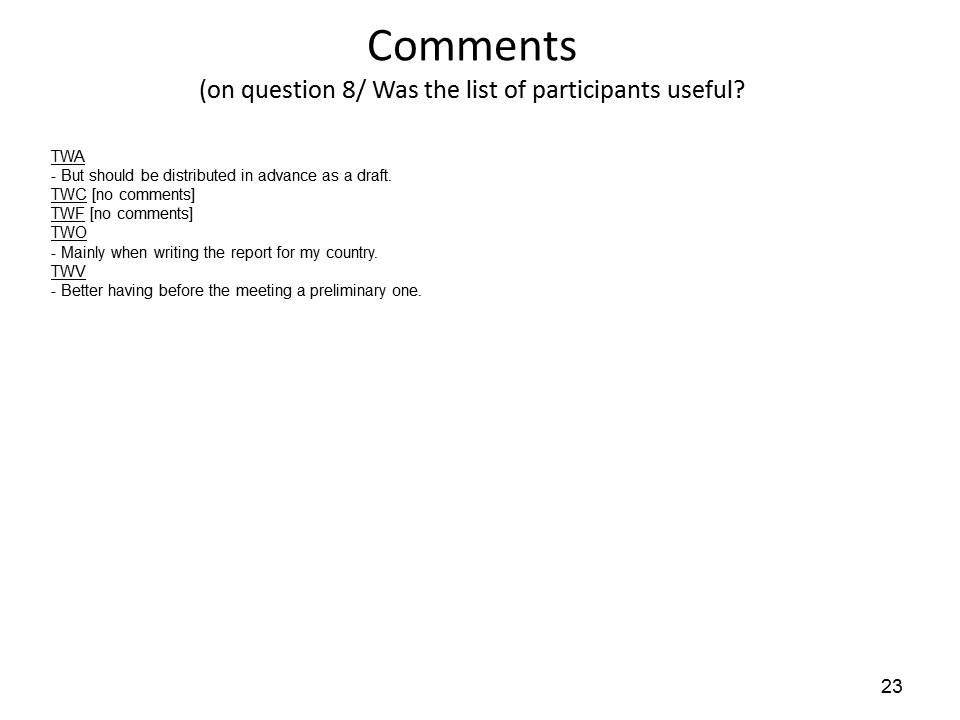 Comments
(on question 8/ Was the list of participants useful?
TWA
- But should be distributed in advance as a draft.
TWC [no comments]
TWF [no comments]
TWO
- Mainly when writing the report for my country.
TWV
- Better having before the meeting a preliminary one.
23